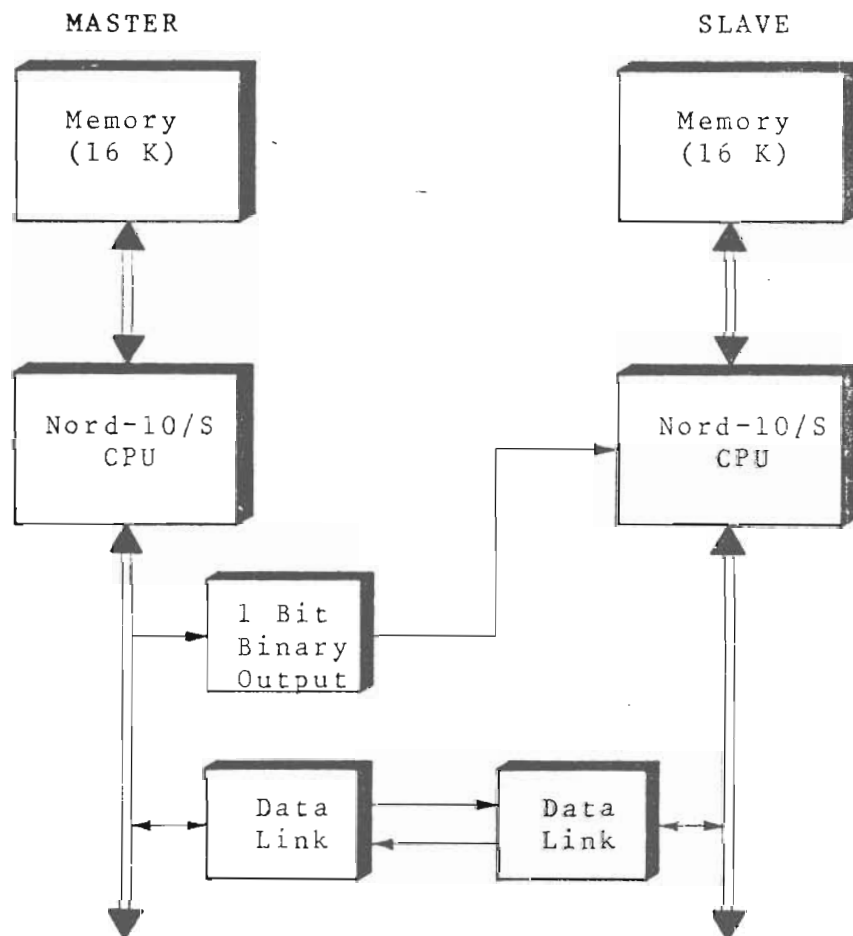 MASTER
SLAVE
Memory
(16 K)
Memory
(16 K)
Nord-10/S
CPU
Nord-10/S
CPU
1 Bit
Binary
Output
Data
Link
Data
Link